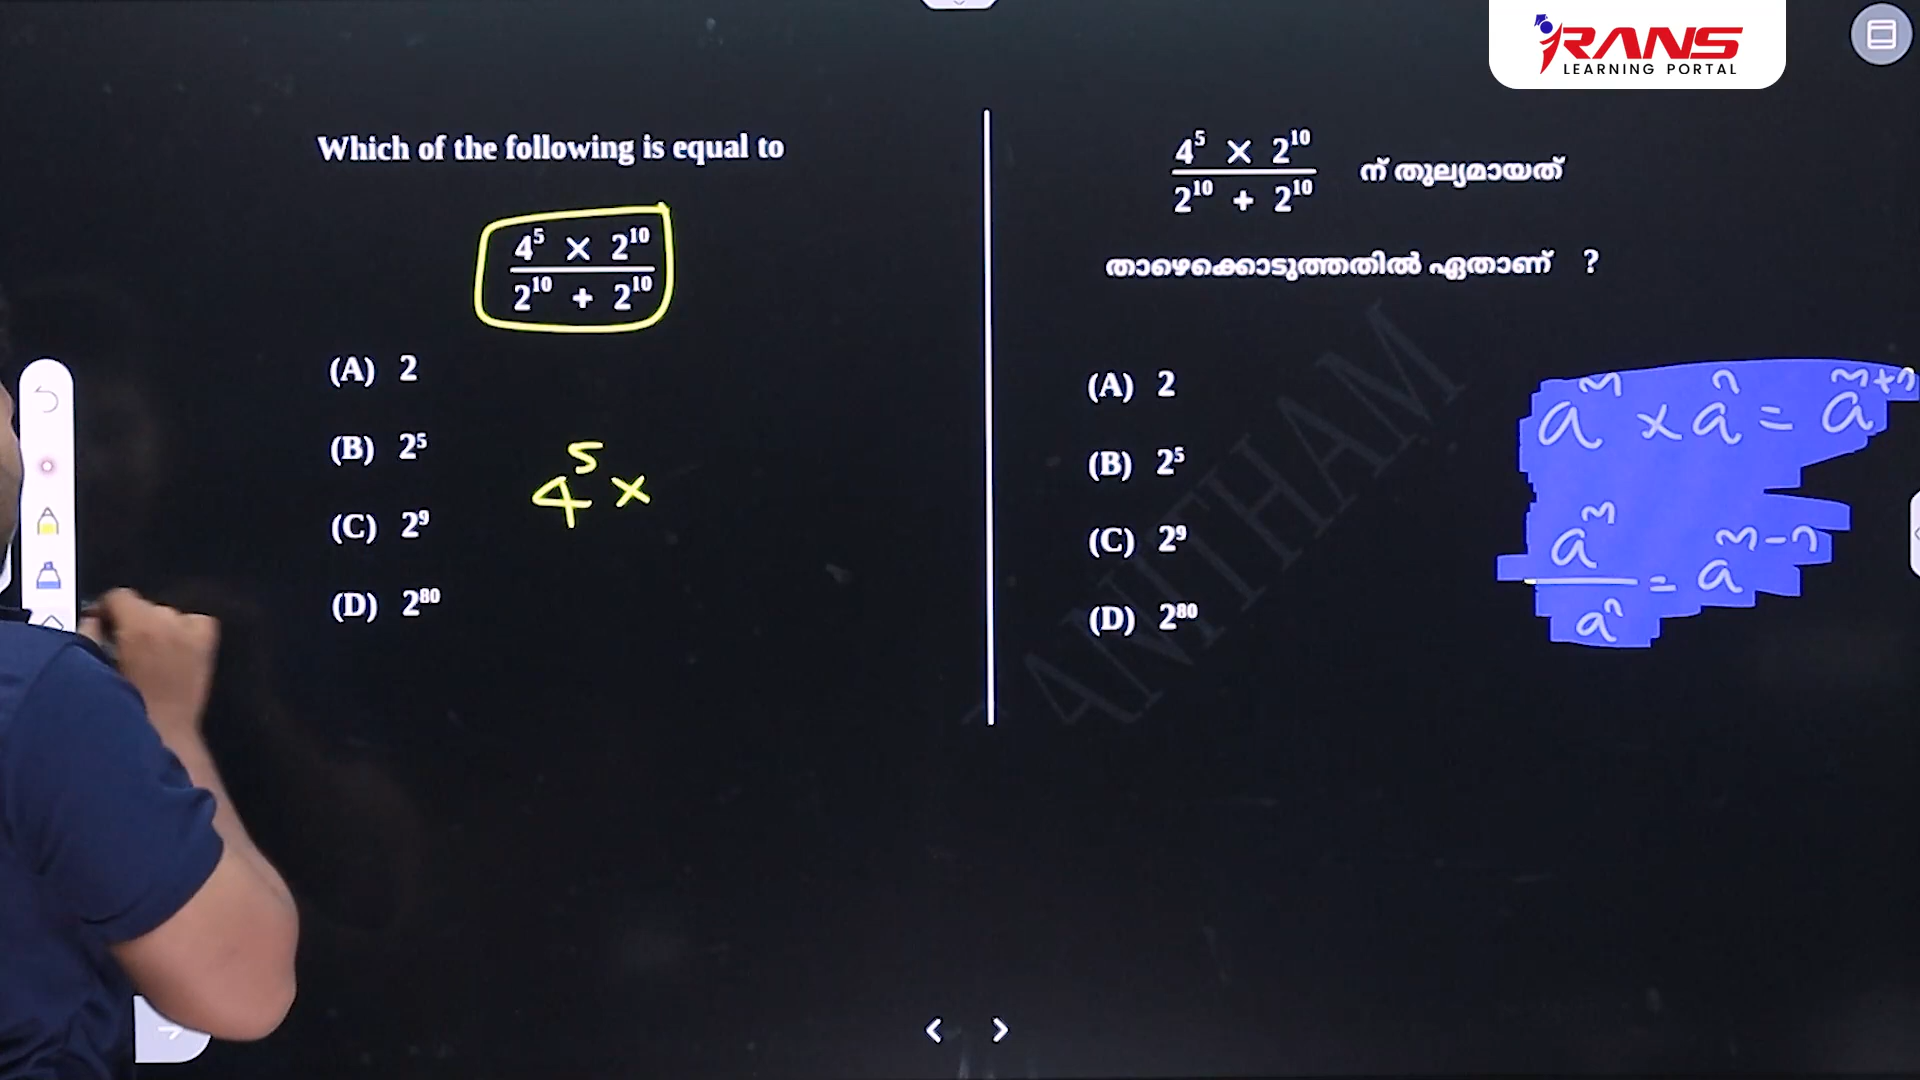 RANS
LEARNING PORTAL
Which of the following is equal to
4⁵ × 2¹⁰
2¹⁰ + 2¹⁰
(A) 2
(B) 2⁵
(C) 2⁹
(D) 2⁸⁰
4⁵ ×
4⁵ × 2¹⁰
2¹⁰ + 2¹⁰
ന് തുല്യമായത്
താഴെക്കൊടുത്തതിൽ ഏതാണ് ?
(A) 2
(B) 2⁵
(C) 2⁹
(D) 2⁸⁰
aᵐ × aⁿ = aᵐ⁺ⁿ
aᵐ
aⁿ
= aᵐ⁻ⁿ